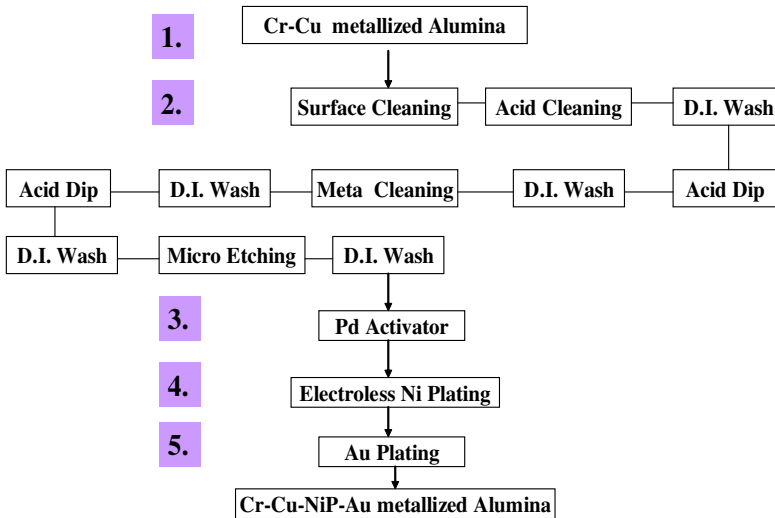 1.
Cr-Cu metallized Alumina
2.
Surface Cleaning
Acid Cleaning
D.I. Wash
Acid Dip
D.I. Wash
Meta Cleaning
D.I. Wash
Acid Dip
D.I. Wash
Micro Etching
D.I. Wash
3.
Pd Activator
4.
Electroless Ni Plating
5.
Au Plating
Cr-Cu-NiP-Au metallized Alumina